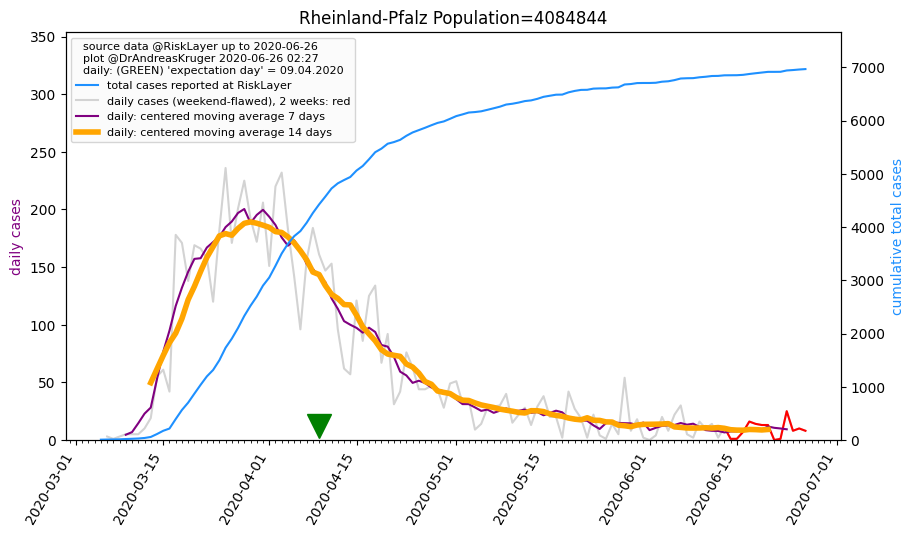 Rheinland-Pfalz Population=4084844
source data @RiskLayer up to 2020-06-26
plot @DrAndreasKruger 2020-06-26 02:27
daily: (GREEN) 'expectation day' = 09.04.2020
total cases reported at RiskLayer
daily cases (weekend-flawed), 2 weeks: red
daily: centered moving average 7 days
daily: centered moving average 14 days
daily cases
350
300
250
200
150
100
50
0
cumulative total cases
7000
6000
5000
4000
3000
2000
1000
0
2020-03-01
2020-03-15
2020-04-01
2020-04-15
2020-05-01
2020-05-15
2020-06-01
2020-06-15
2020-07-01